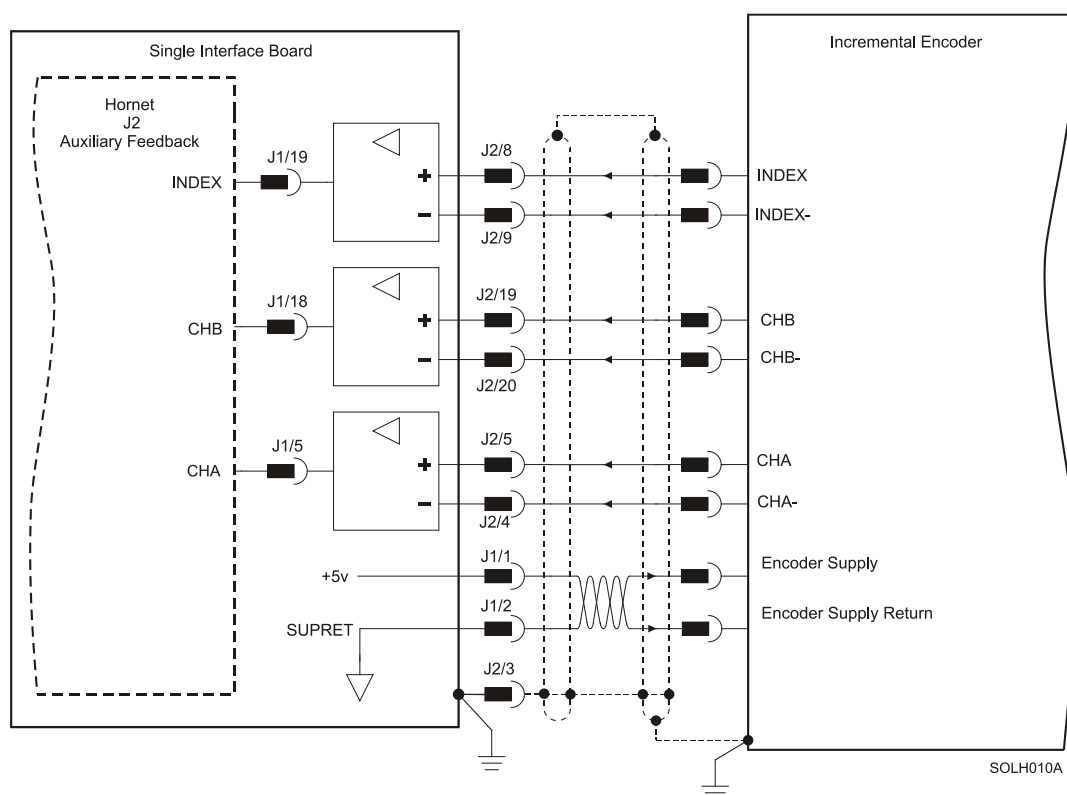 Single Interface Board
Incremental Encoder
Hornet
J2
Auxiliary Feedback
J1/19
J2/8
INDEX
+
INDEX
-
INDEX-
J2/9
J1/18
J2/19
CHB
+
CHB
-
CHB-
J2/20
J1/5
J2/5
CHA
+
CHA
-
CHA-
J2/4
J1/1
+5v
Encoder Supply
J1/2
SUPRET
Encoder Supply Return
J2/3
SOLH010A